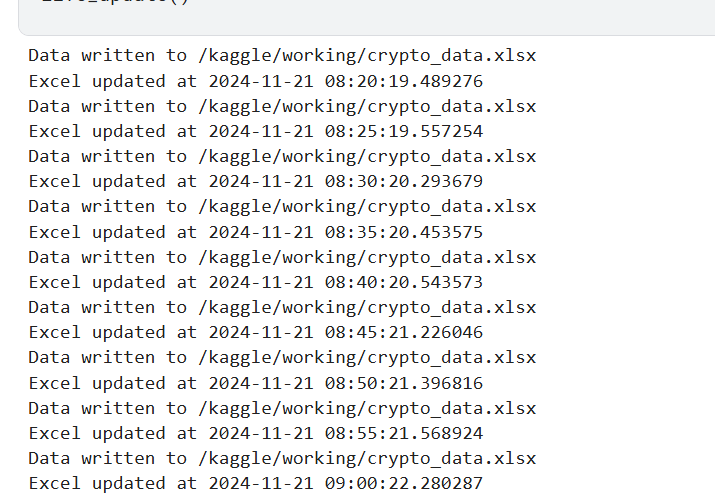 Data written to /kaggle/working/crypto_data.xlsx
Excel updated at 2024-11-21 08:20:19.489276
Data written to /kaggle/working/crypto_data.xlsx
Excel updated at 2024-11-21 08:25:19.557254
Data written to /kaggle/working/crypto_data.xlsx
Excel updated at 2024-11-21 08:30:20.293679
Data written to /kaggle/working/crypto_data.xlsx
Excel updated at 2024-11-21 08:35:20.453575
Data written to /kaggle/working/crypto_data.xlsx
Excel updated at 2024-11-21 08:40:20.543573
Data written to /kaggle/working/crypto_data.xlsx
Excel updated at 2024-11-21 08:45:21.226046
Data written to /kaggle/working/crypto_data.xlsx
Excel updated at 2024-11-21 08:50:21.396816
Data written to /kaggle/working/crypto_data.xlsx
Excel updated at 2024-11-21 08:55:21.568924
Data written to /kaggle/working/crypto_data.xlsx
Excel updated at 2024-11-21 09:00:22.280287